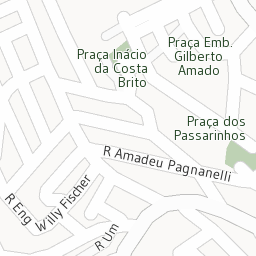 Praça Inácio
da Costa
Brito
Praça Emb.
Gilberto
Amado
Praça dos
Passarinhos
R Amadeu Pagnanelli
R Eng
Willy Fischer
R Um